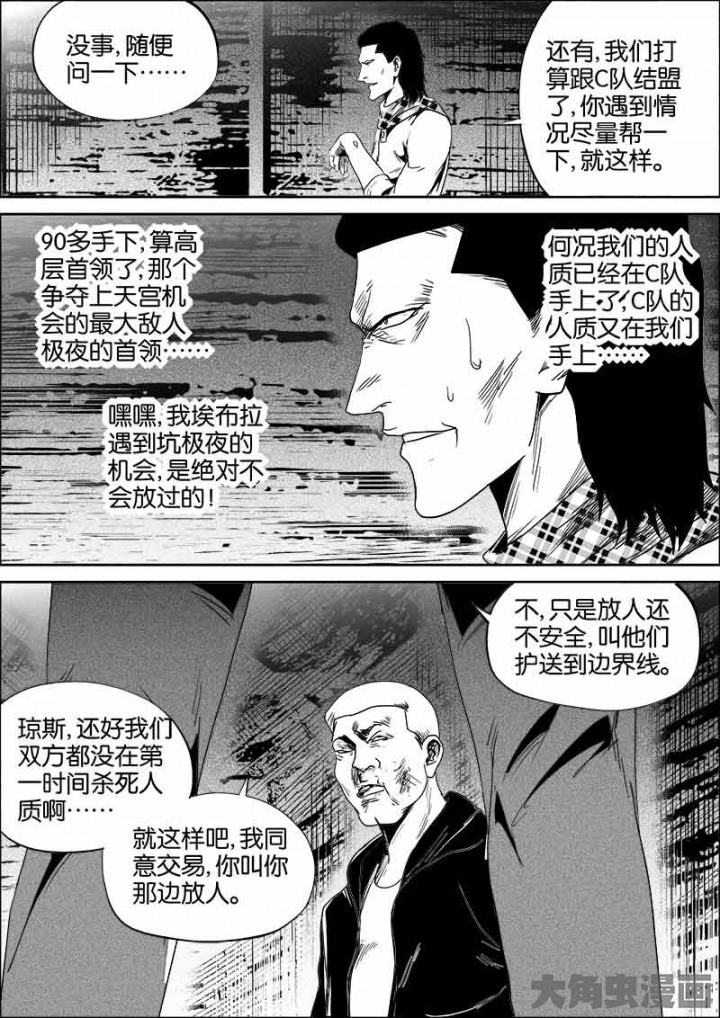 没事,随便
问一下……
还有,我们打
算跟C队结盟
了,你遇到情
况尽量帮一
下,就这样。
90多手下,算高
层首领了,那个
争夺上天宫机
会的最大敌人
极夜的首领……
何况我们的人
质已经在C队
手上了,C队的
人质又在我们
手上……
嘿嘿,我埃布拉
遇到坑极夜的
机会,是绝对不
会放过的!
不,只是放人还
不安全,叫他们
护送到边界线。
琼斯,还好我们
双方都没在第
一时间杀死人
质啊……
就这样吧,我同
意交易,你叫你
那边放人。
大角虫漫画